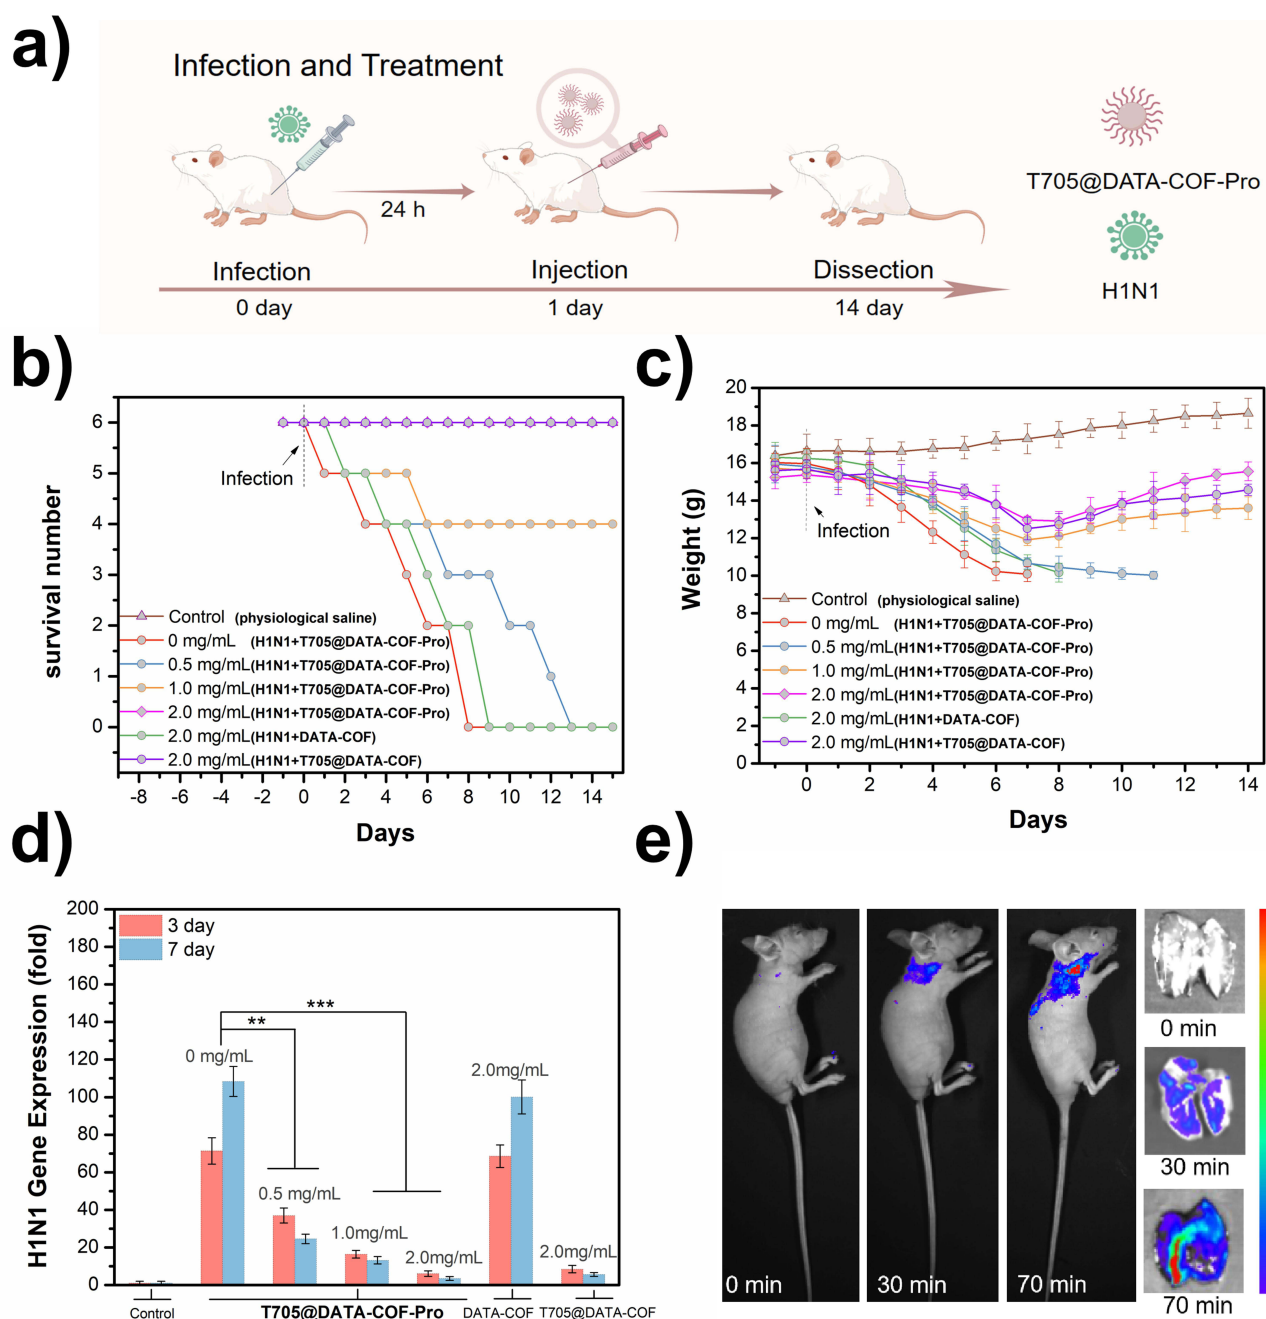 a)
Infection and Treatment
24 h
T705@DATA-COF-Pro
Infection
Injection
Dissection
0 day
1 day
14 day
H1N1
b)
survival number
6
5
4
3
2
1
0
Infection
Control (physiological saline)
0 mg/mL (H1N1+T705@DATA-COF-Pro)
0.5 mg/mL(H1N1+T705@DATA-COF-Pro)
1.0 mg/mL(H1N1+T705@DATA-COF-Pro)
2.0 mg/mL(H1N1+T705@DATA-COF-Pro)
2.0 mg/mL(H1N1+DATA-COF)
2.0 mg/mL(H1N1+T705@DATA-COF)
-8 -6 -4 -2 0 2 4 6 8 10 12 14
Days
c)
Weight (g)
20
18
16
14
12
10
8
6
4
2
0
Infection
Control (physiological saline)
0 mg/mL (H1N1+T705@DATA-COF-Pro)
0.5 mg/mL(H1N1+T705@DATA-COF-Pro)
1.0 mg/mL(H1N1+T705@DATA-COF-Pro)
2.0 mg/mL(H1N1+T705@DATA-COF-Pro)
2.0 mg/mL(H1N1+DATA-COF)
2.0 mg/mL(H1N1+T705@DATA-COF)
0 2 4 6 8 10 12 14
Days
d)
H1N1 Gene Expression (fold)
200
180
160
140
120
100
80
60
40
20
0
3 day
7 day
***
**
0 mg/mL
0.5 mg/mL
1.0mg/mL
2.0mg/mL
2.0mg/mL
2.0mg/mL
Control
T705@DATA-COF-Pro
DATA-COF
T705@DATA-COF
e)
0 min
30 min
70 min
0 min
30 min
70 min